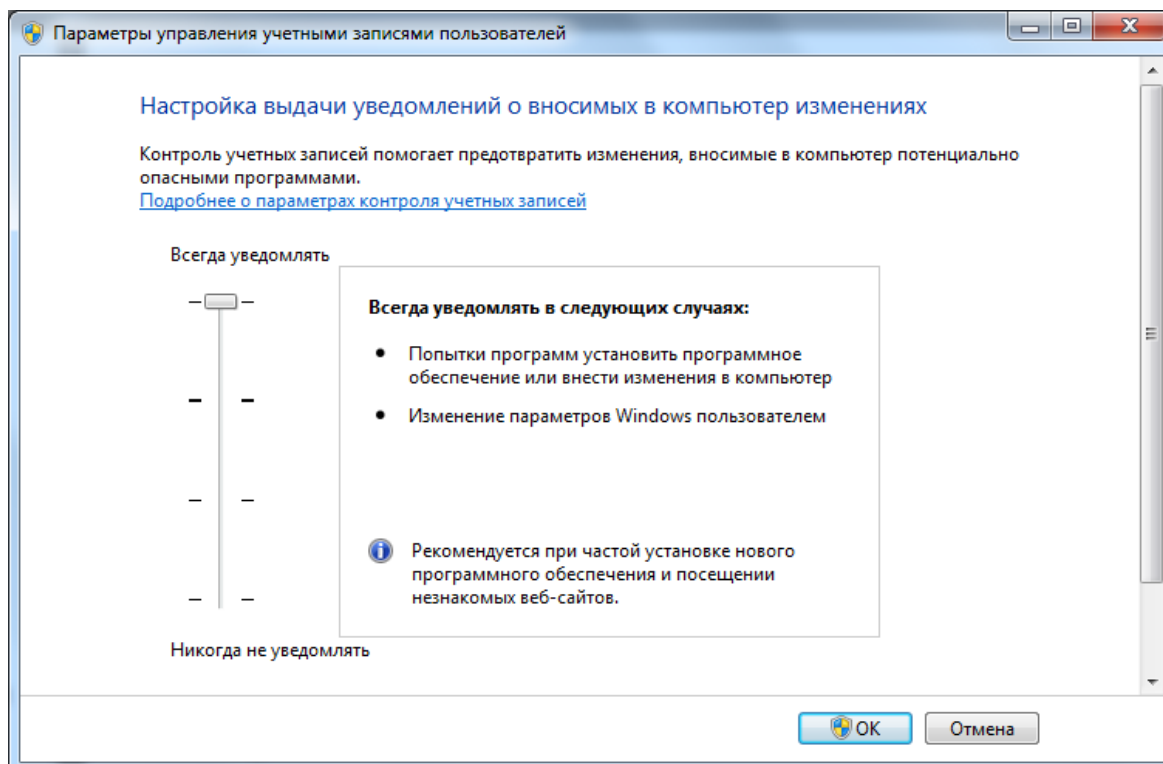 Параметры управления учетными записями пользователей
Настройка выдачи уведомлений о вносимых в компьютер изменениях
Контроль учетных записей помогает предотвратить изменения, вносимые в компьютер потенциально
опасными программами.
Подробнее о параметрах контроля учетных записей
Всегда уведомлять
Всегда уведомлять в следующих случаях:
Попытки программ установить программное
обеспечение или внести изменения в компьютер
Изменение параметров Windows пользователем
Рекомендуется при частой установке нового
программного обеспечения и посещении
незнакомых веб-сайтов.
Никогда не уведомлять
OK
Отмена